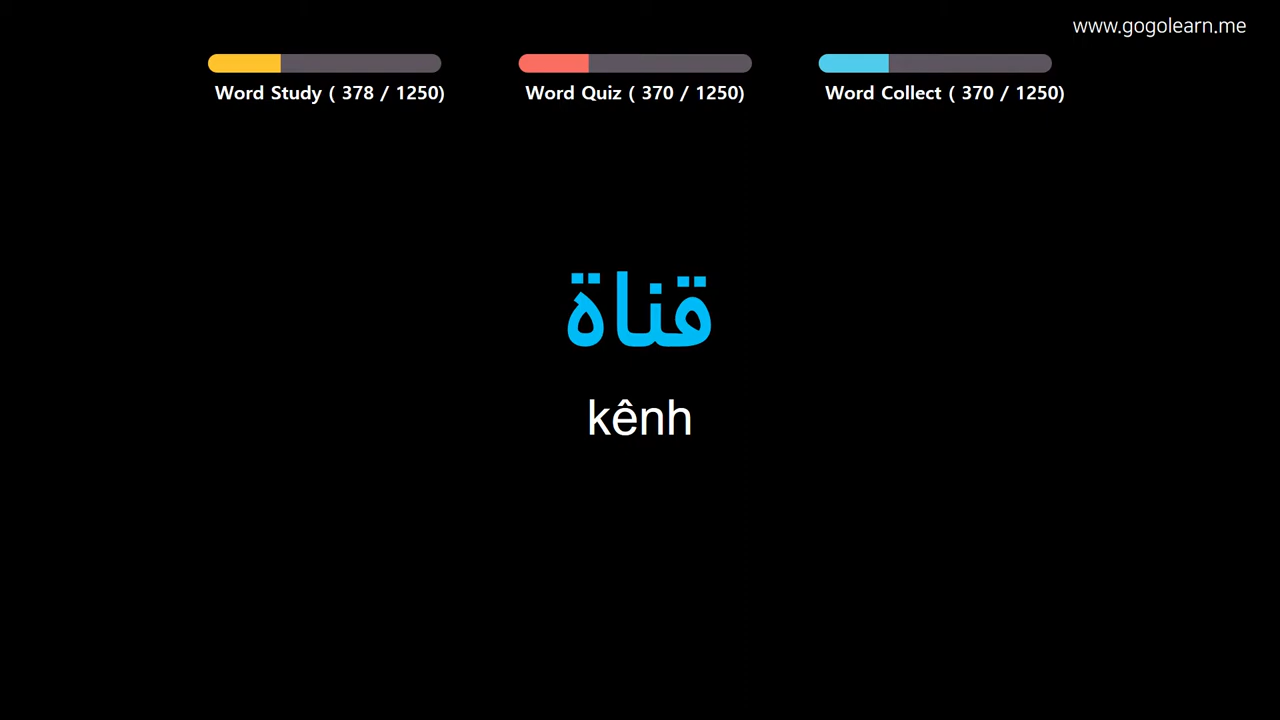 www.gogolearn.me
Word Study ( 378 / 1250)
Word Quiz ( 370 / 1250)
Word Collect ( 370 / 1250)
قناة
kênh